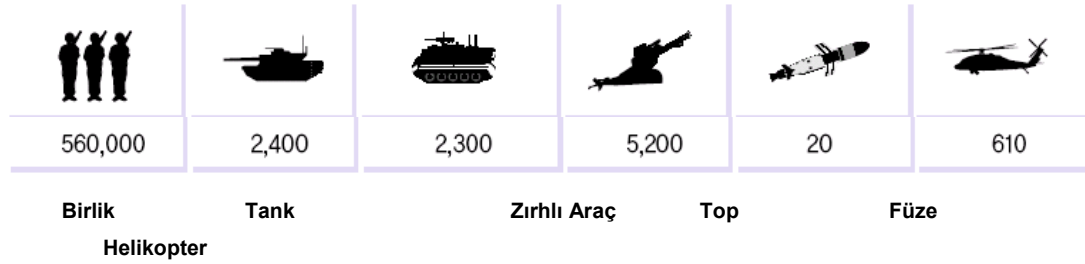 560,000 2,400 2,300 5,200 20 610
Birlik Tank Zırhlı Araç Top Füze
Helikopter